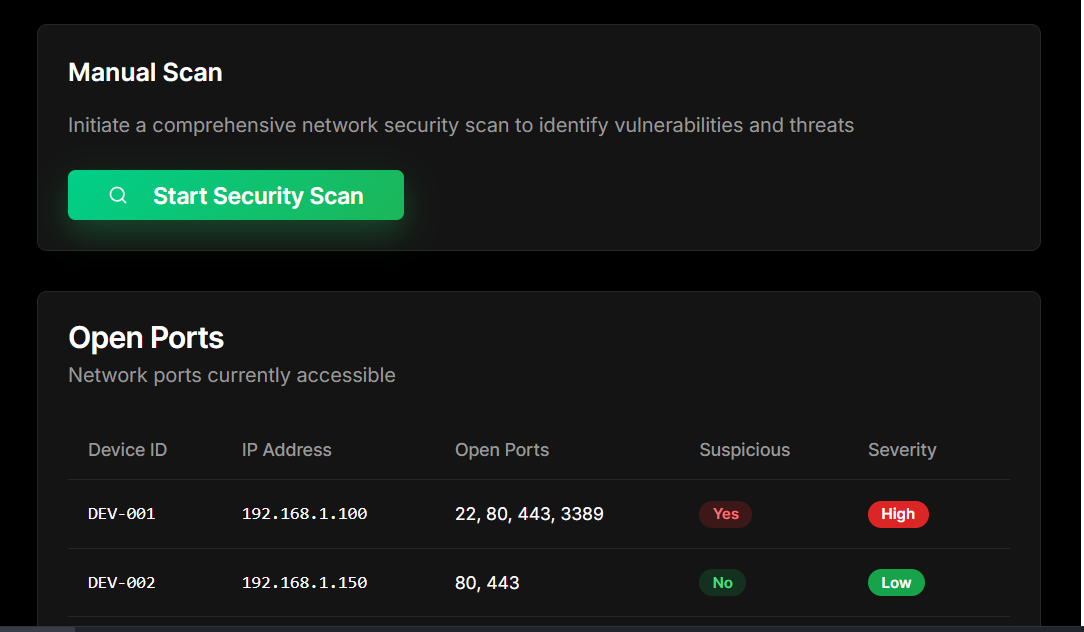 Manual Scan
Initiate a comprehensive network security scan to identify vulnerabilities and threats
Start Security Scan
Open Ports
Network ports currently accessible
Device ID IP Address Open Ports Suspicious Severity
DEV-001 192.168.1.100 22, 80, 443, 3389 Yes High
DEV-002 192.168.1.150 80, 443 No Low